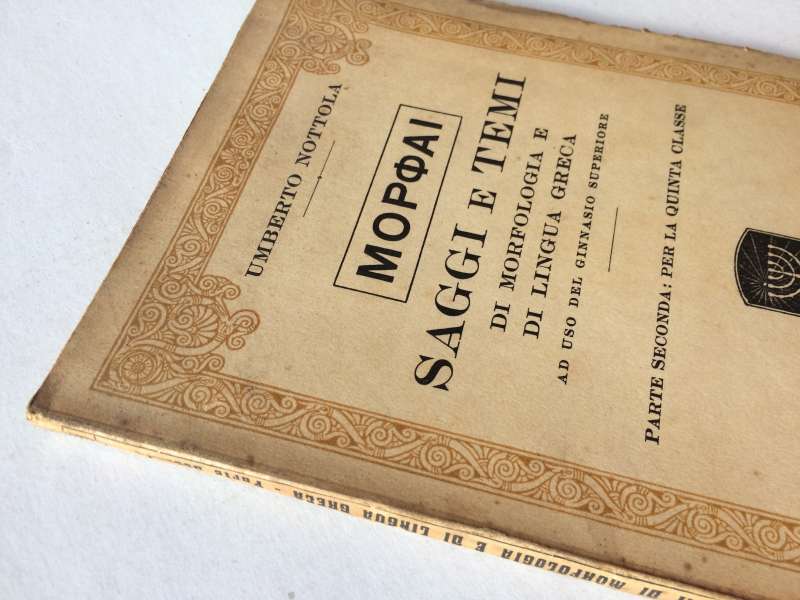 UMBERTO NOTTOLA
ΜΟΡΦΑΙ
SAGGI E TEMI
DI MORFOLOGIA E
DI LINGUA GRECA
AD USO DEL GINNASIO SUPERIORE
PARTE SECONDA: PER LA QUINTA CLASSE
DI MORFOLOGIA E DI LINGUA GRECA -